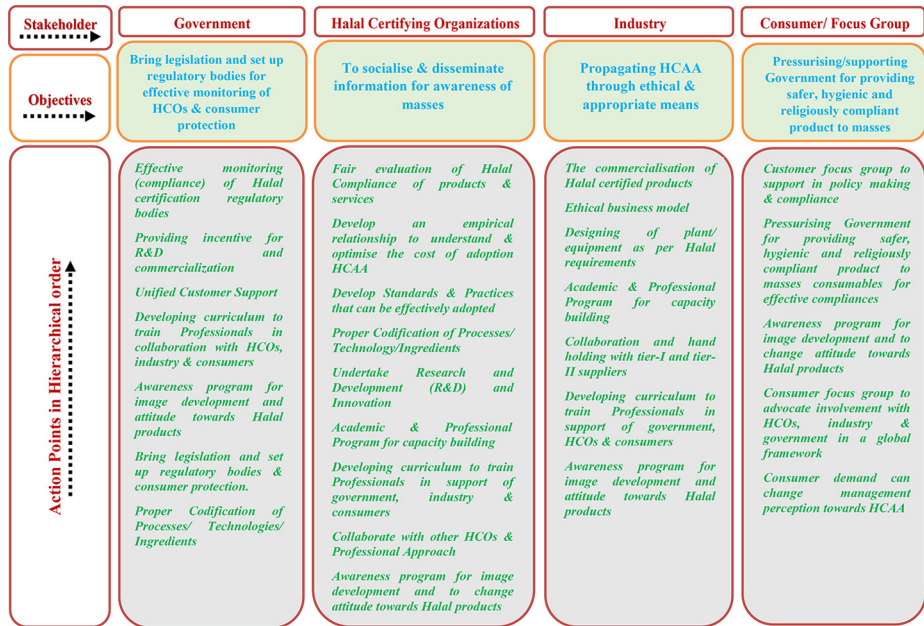 Stakeholder
Government
Halal Certifying Organizations
Industry
Consumer/ Focus Group
Objectives
Bring legislation and set up
regulatory bodies for
effective monitoring of
HCOs & consumer
protection
To socialise & disseminate
information for awareness of
masses
Propagating HCAA
through ethical &
appropriate means
Pressurising/supporting
Government for providing
safer, hygienic and
religiously compliant
product to masses
Action Points in Hierarchical order
Effective monitoring
(compliance) of Halal
certification regulatory
bodies
Providing incentive for
R&D and
commercialization
Unified Customer Support
Developing curriculum to
train Professionals in
collaboration with HCOs,
industry & consumers
Awareness program for
image development and
attitude towards Halal
products
Bring legislation and set
up regulatory bodies &
consumer protection.
Proper Codification of
Processes/ Technologies/
Ingredients
Fair evaluation of Halal
Compliance of products &
services
Develop an empirical
relationship to understand &
optimise the cost of adoption
HCAA
Develop Standards & Practices
that can be effectively adopted
Proper Codification of Processes/
Technology/Ingredients
Undertake Research and
Development (R&D) and
Innovation
Academic & Professional
Program for capacity building
Developing curriculum to train
Professionals in support of
government, industry &
consumers
Collaborate with other HCOs &
Professional Approach
Awareness program for image
development and to change
attitude towards Halal products
The commercialisation of
Halal certified products
Ethical business model
Designing of plant/
equipment as per Halal
requirements
Academic & Professional
Program for capacity
building
Collaboration and hand
holding with tier-I and tier-
II suppliers
Developing curriculum to
train Professionals in
support of government,
HCOs & consumers
Awareness program for
image development and
attitude towards Halal
products
Customer focus group to
support in policy making
& compliance
Pressurising Government
for providing safer,
hygienic and religiously
compliant product to
masses consumables for
effective compliances
Awareness program for
image development and to
change attitude towards
Halal products
Consumer focus group to
advocate involvement with
HCOs, industry &
government in a global
framework
Consumer demand can
change management
perception towards HCAA